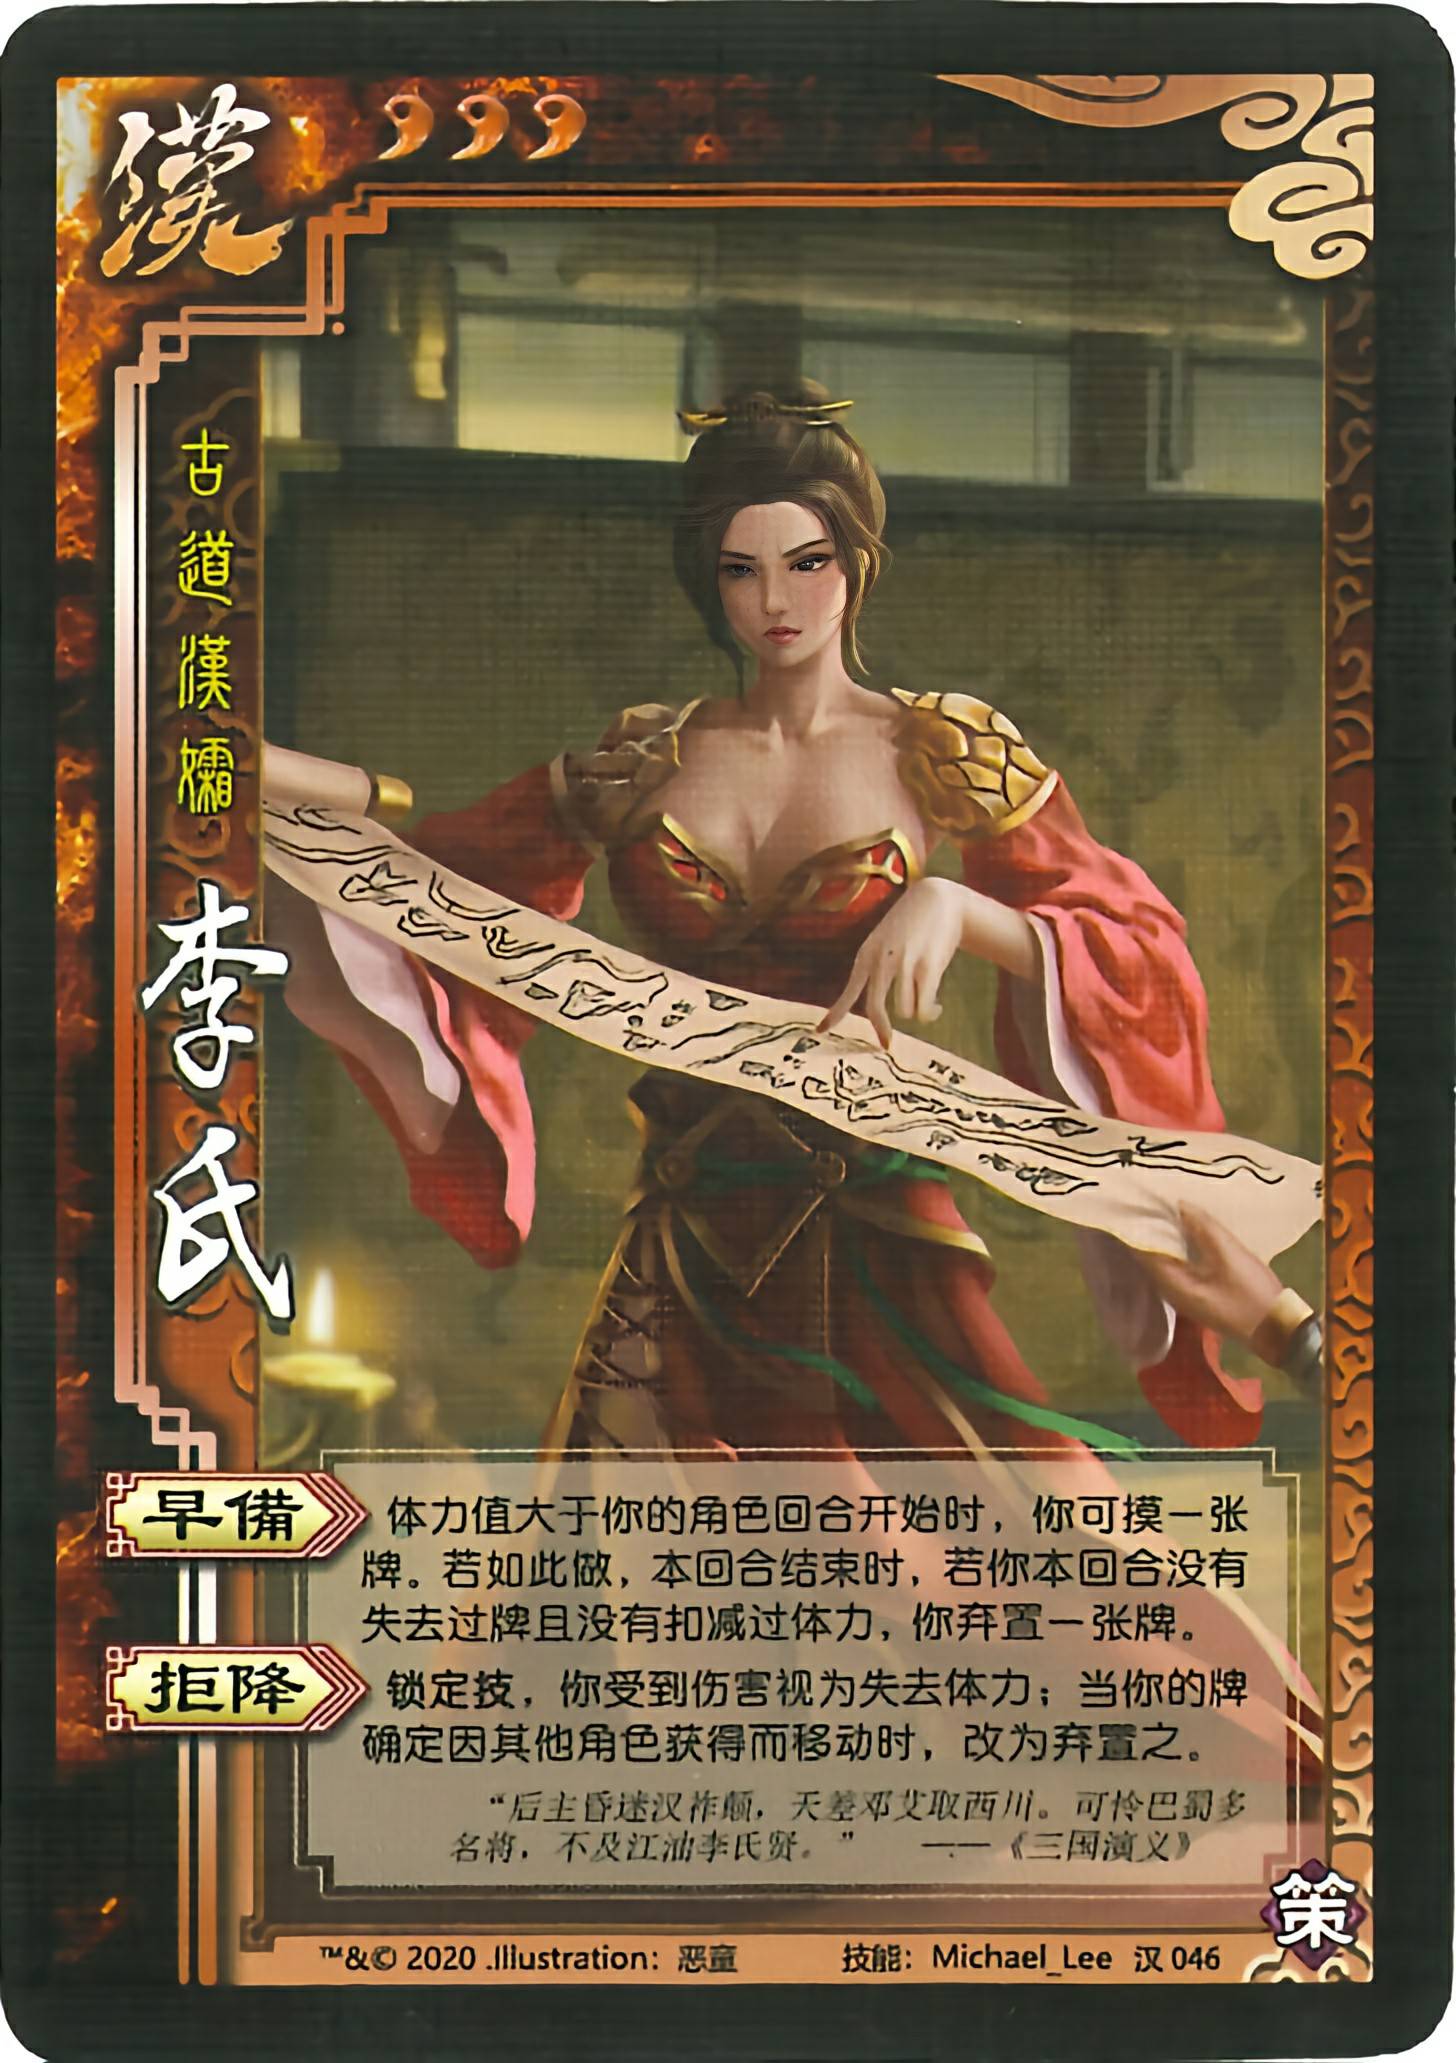 漢
古道漢孀
李氏
早備
体力值大于你的角色回合开始时，你可摸一张
牌。若如此做，本回合结束时，若你本回合没有
失去过牌且没有扣减过体力，你弃置一张牌。
拒降
锁定技，你受到伤害视为失去体力；当你的牌
确定因其他角色获得而移动时，改为弃置之。
“后主昏迷汉祚颠，天差邓艾取西川。可怜巴蜀多
名将，不及江油李氏贤。” ——《三国演义》
策
™&© 2020 .Illustration：恶童 技能：Michael_Lee 汉 046